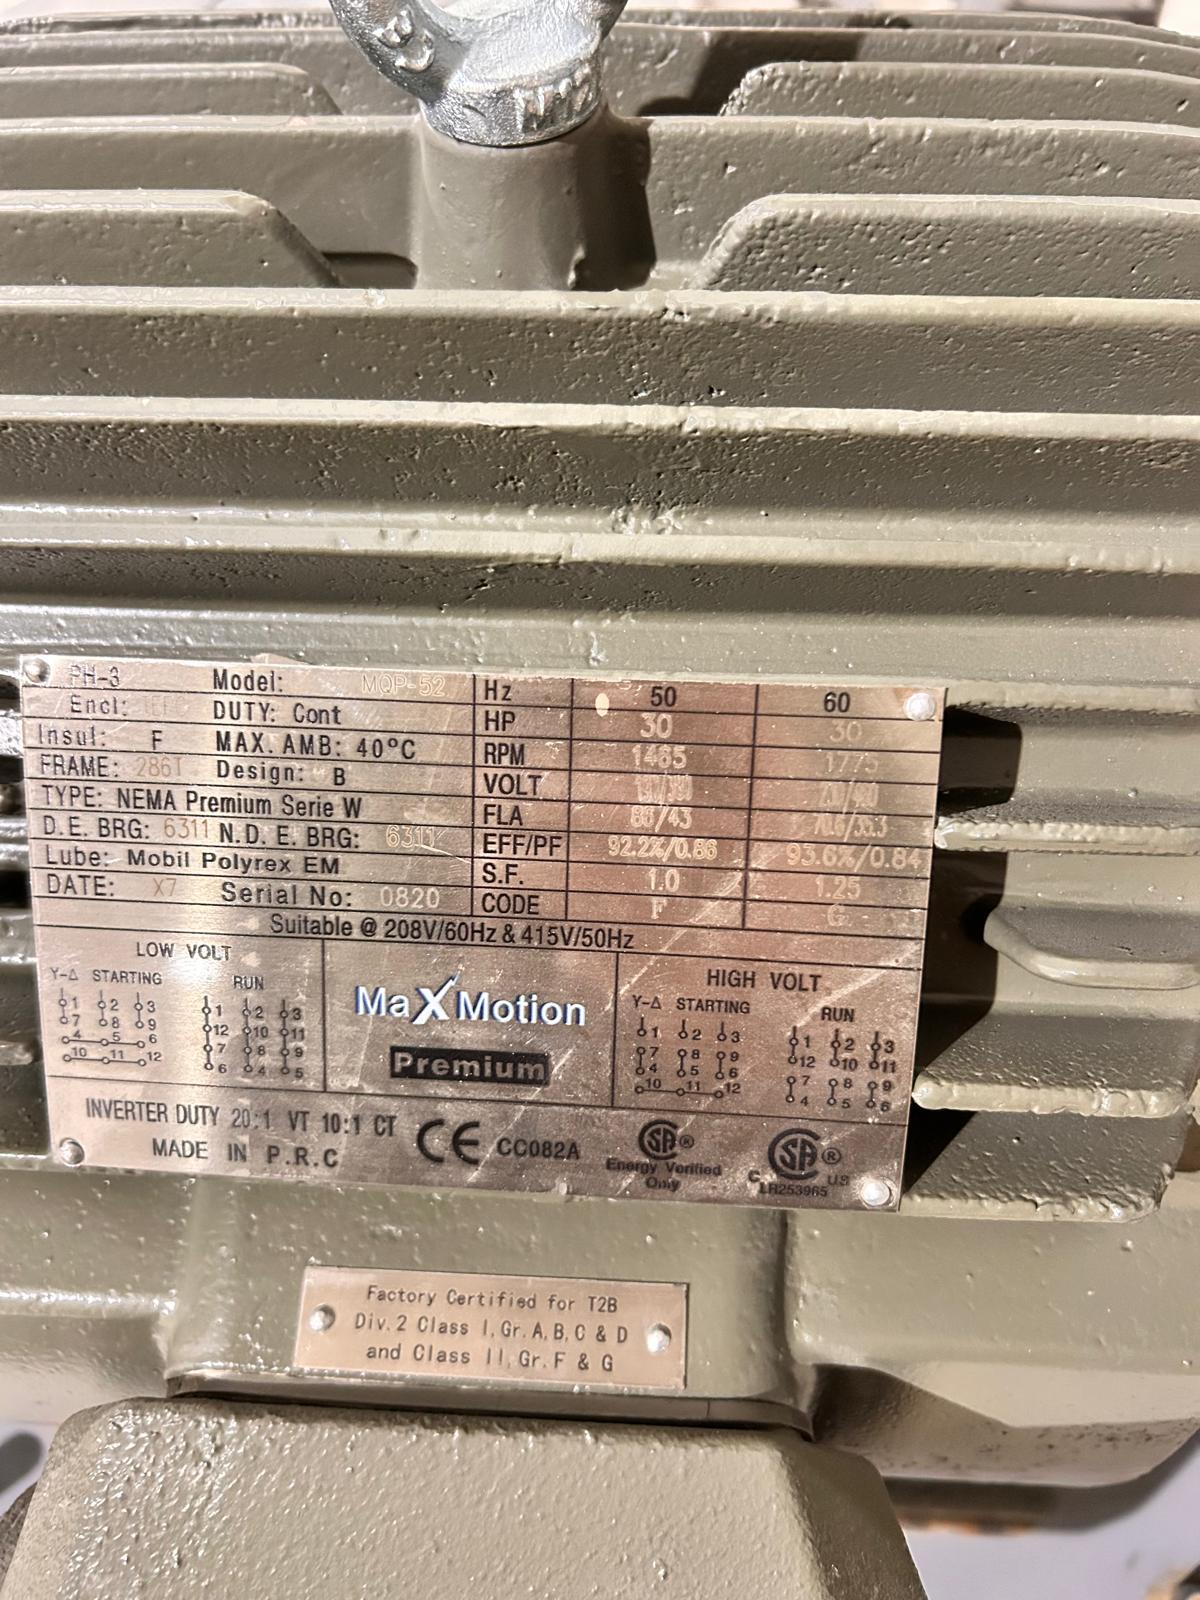 PH-3 Model: MQP-52 Hz 50 60
Encl: DUTY: Cont HP 30 30
Insul: F MAX. AMB: 40°C RPM 1465 1775
FRAME: 286T Design: B VOLT
TYPE: NEMA Premium Serie W FLA 86/43
D.E. BRG: 6311 N.D.E. BRG: 6311 EFF/PF 92.2%/0.86 93.6%/0.84
Lube: Mobil Polyrex EM S.F. 1.0 1.25
DATE: X7 Serial No: 0820 CODE F G
Suitable @ 208V/60Hz & 415V/50Hz
LOW VOLT
Y-Δ STARTING RUN
1 2 3 1 2 3
7 8 9 12 10 11
4 5 6 7 8 9
10 11 12 6 4 5
MaXMotion
Premium
HIGH VOLT
Y-Δ STARTING RUN
1 2 3 1 2 3
7 8 9 12 10 11
4 5 6 7 8 9
10 11 12 4 5 6
INVERTER DUTY 20:1 VT 10:1 CT
MADE IN P.R.C
CE CC082A
SA ®
Energy Verified
Only
SA ®
C US
LR253965
Factory Certified for T2B
Div.2 Class I, Gr. A, B, C & D
and Class II, Gr. F & G